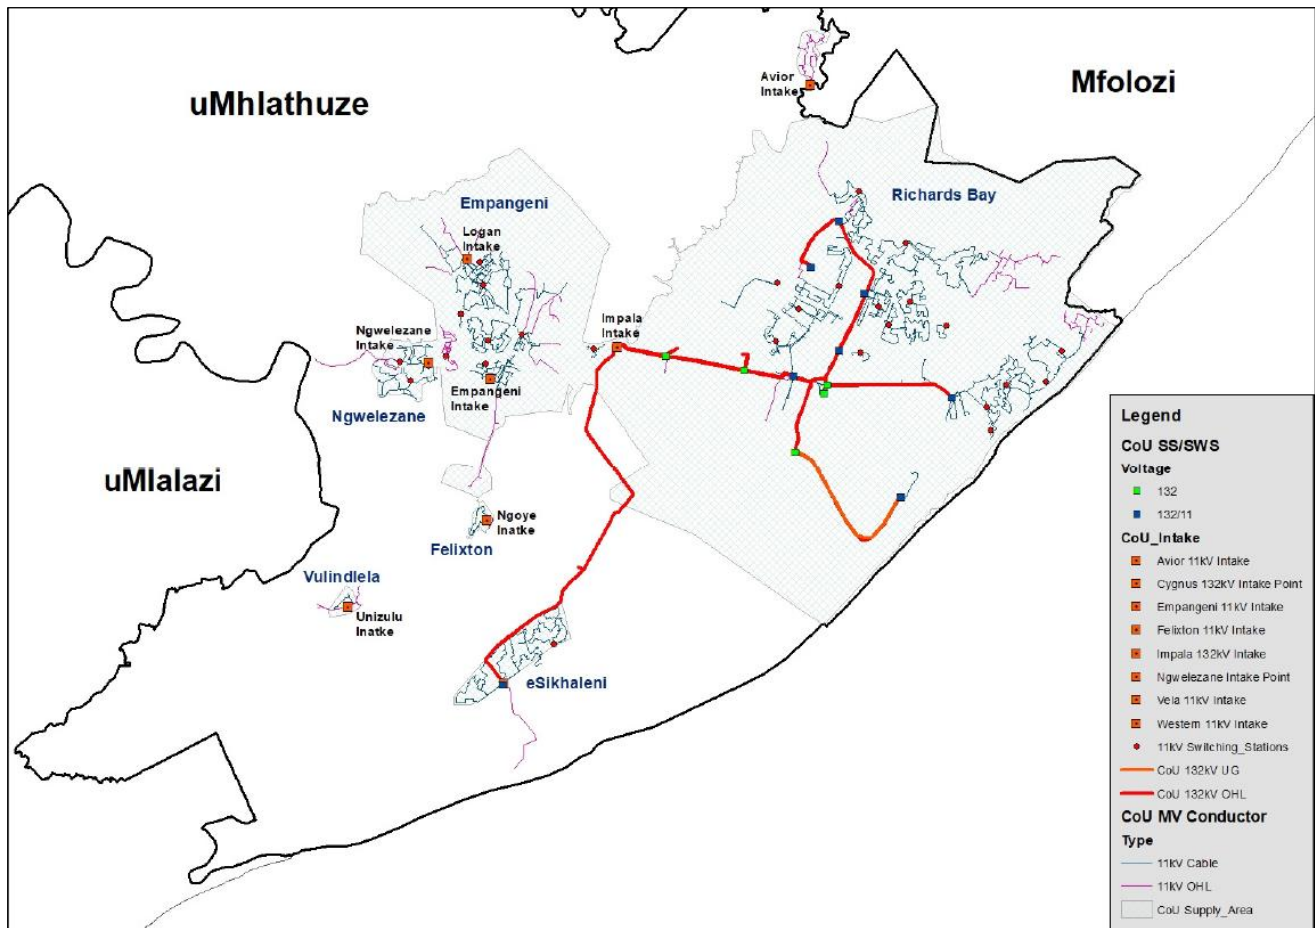 uMhlathuze
Avior
Intake
Mfolozi
Richards Bay
Empangeni
Logan
Intake
Impala
Intake
Ngwelezane
Intake
Empangeni
Intake
Ngwelezane
uMlalazi
Ngoye
Inatke
Felixton
Vulindlela
Unizulu
Inatke
eSikhaleni
Legend
CoU SS/SWS
Voltage
132
132/11
CoU_Intake
Avior 11kV Intake
Cygnus 132kV Intake Point
Empangeni 11kV Intake
Felixton 11kV Intake
Impala 132kV Intake
Ngwelezane Intake Point
Vela 11kV Intake
Western 11kV Intake
11kV Switching_Stations
CoU 132kV UG
CoU 132kV OHL
CoU MV Conductor
Type
11kV Cable
11kV OHL
CoU Supply_Area